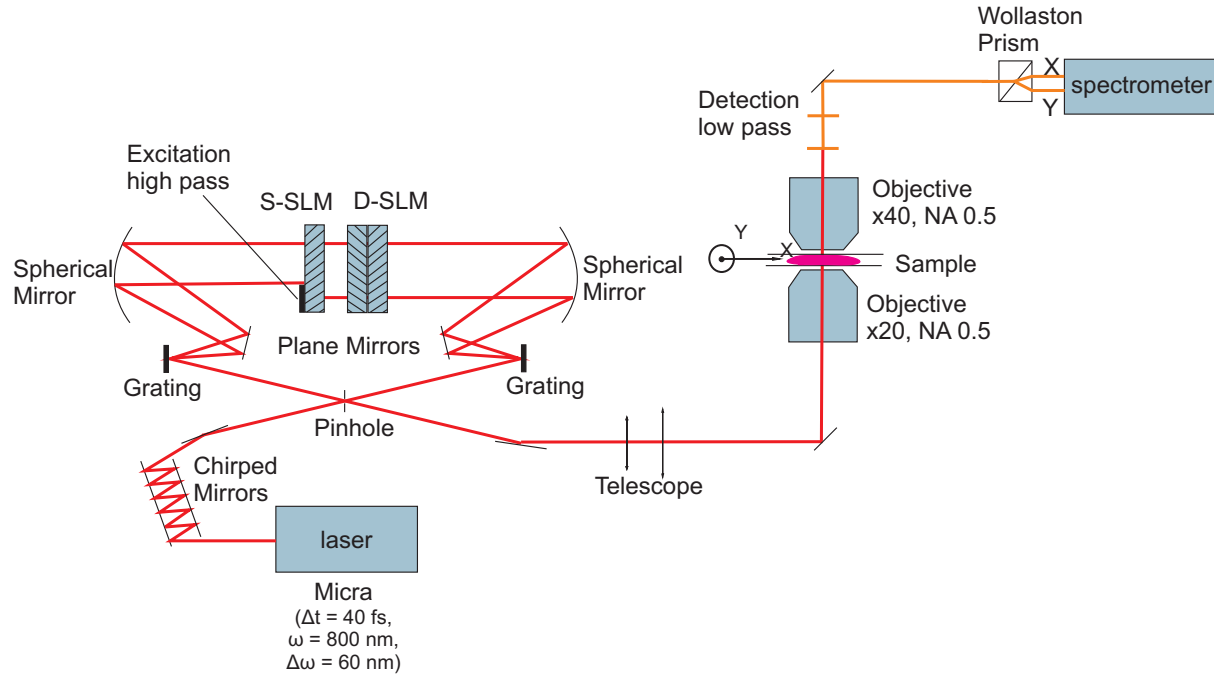 Wollaston
Prism
X
Y
spectrometer
Detection
low pass
Excitation
high pass
S-SLM
D-SLM
Objective
x40, NA 0.5
Y
X
Spherical
Mirror
Spherical
Mirror
Sample
Objective
x20, NA 0.5
Plane Mirrors
Grating
Grating
Pinhole
Chirped
Mirrors
Telescope
laser
Micra
(Δt = 40 fs,
ω = 800 nm,
Δω = 60 nm)